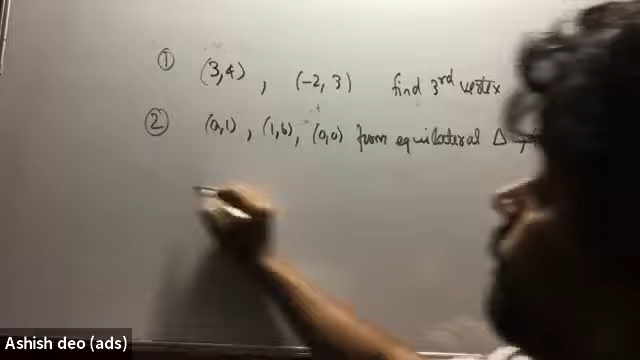 ① (3,4) , (-2, 3) find 3rd vertex
② (a,1) , (1,b), (0,0) from equilateral Δ
Ashish deo (ads)